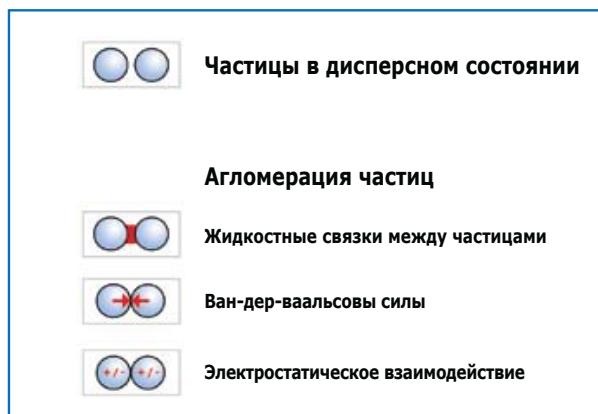 Частицы в дисперсном состоянии
Агломерация частиц
Жидкостные связки между частицами
Ван-дер-ваальсовы силы
+/- +/- Электростатическое взаимодействие